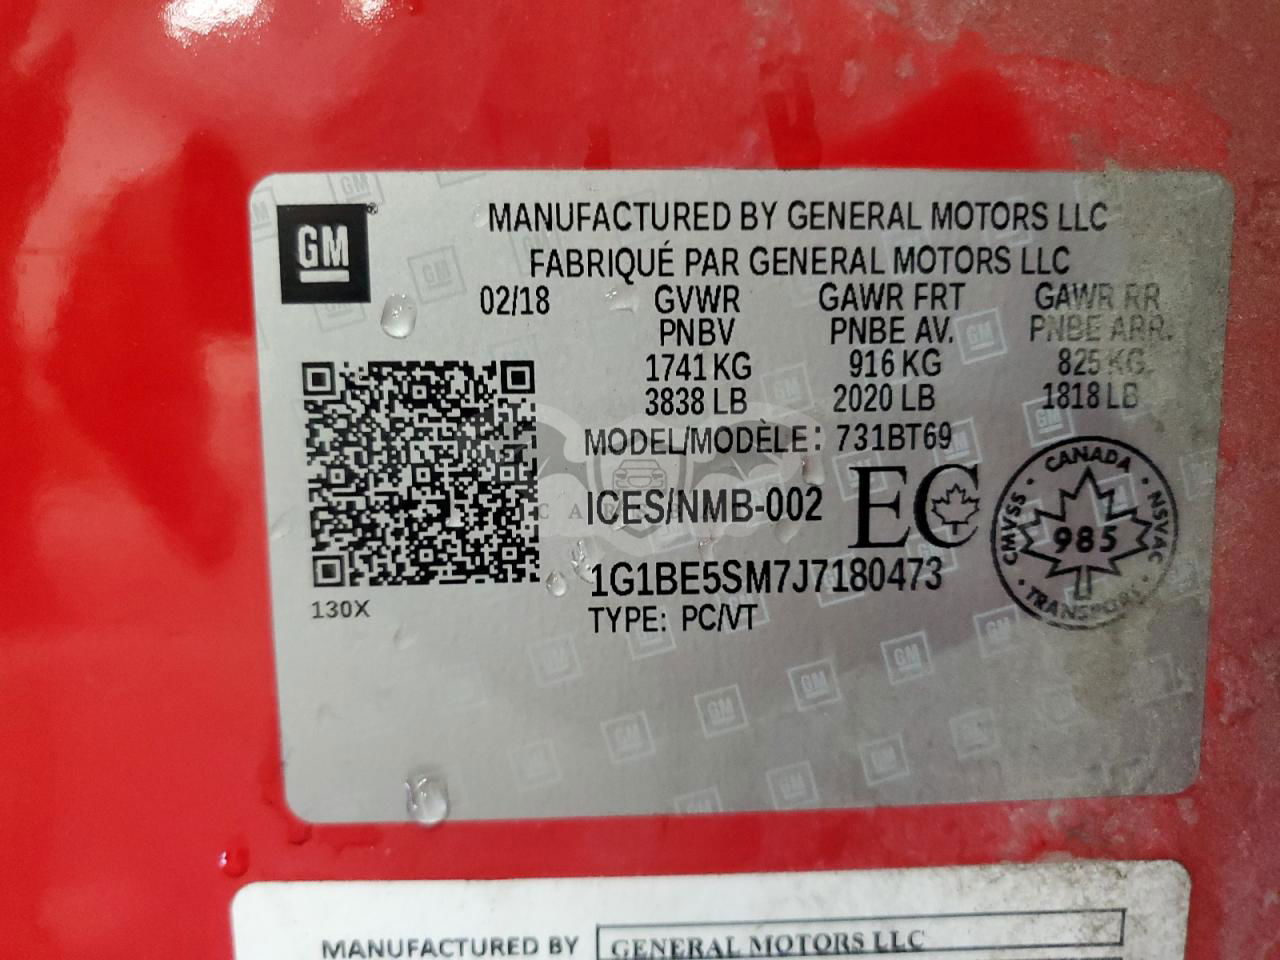 GM
MANUFACTURED BY GENERAL MOTORS LLC
FABRIQUÉ PAR GENERAL MOTORS LLC
02/18 GVWR GAWR FRT GAWR RR
PNBV PNBE AV. PNBE ARR.
1741 KG 916 KG 825 KG
3838 LB 2020 LB 1818 LB
MODEL/MODÈLE: 731BT69
ICES/NMB-002 EC
CANADA
CMVSS · NSVAC
985
· TRANSPORT ·
1G1BE5SM7J7180473
TYPE: PC/VT
130X
MANUFACTURED BY GENERAL MOTORS LLC